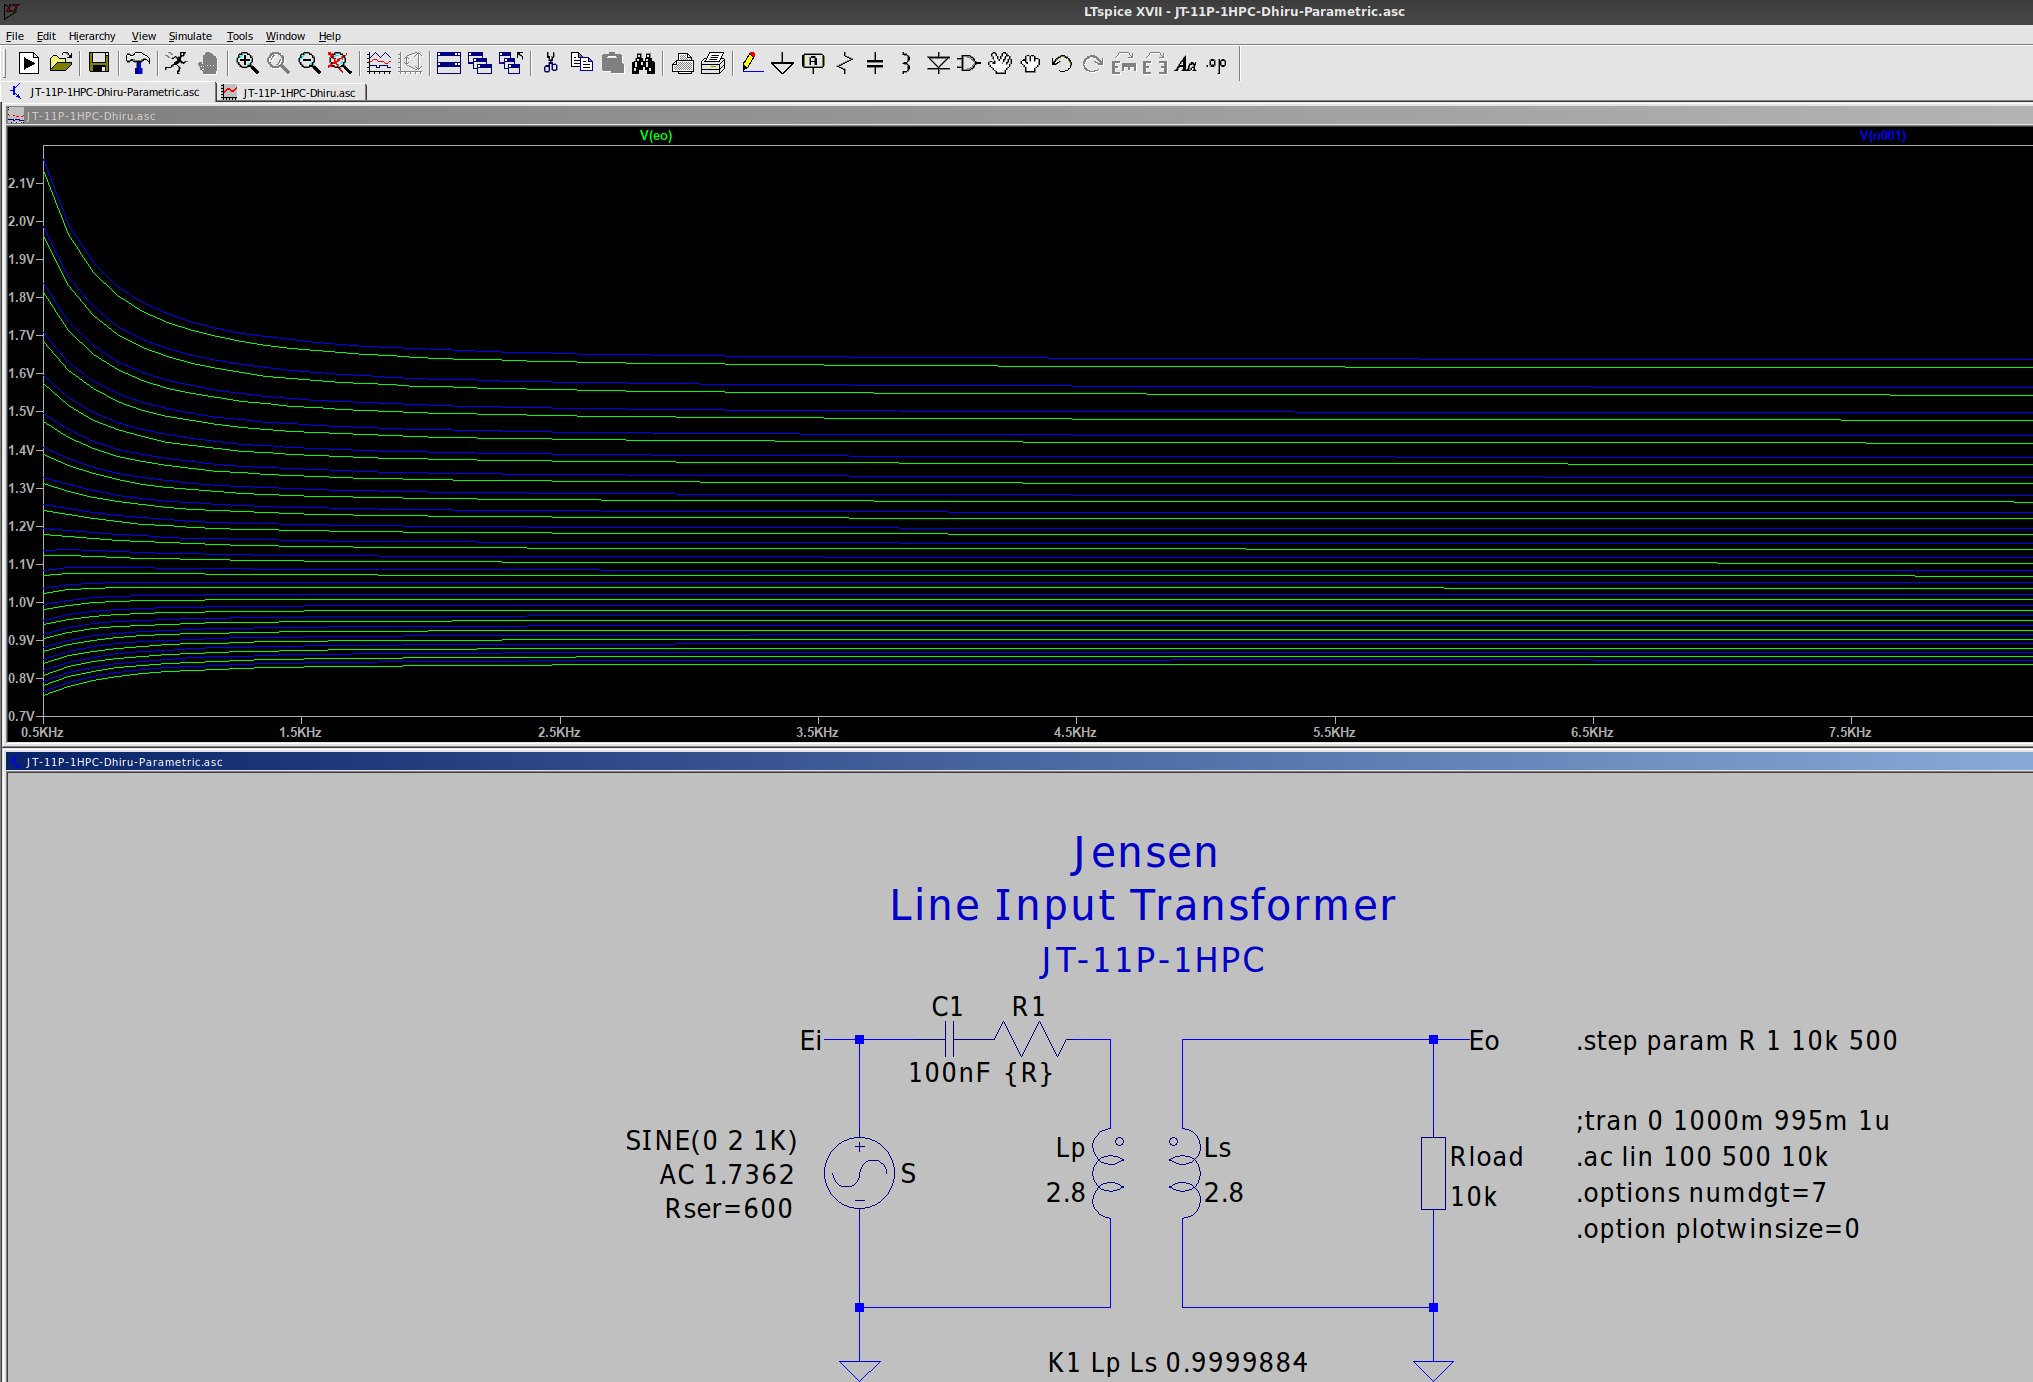 LTspice XVII - JT-11P-1HPC-Dhiru-Parametric.asc
File Edit Hierarchy View Simulate Tools Window Help
JT-11P-1HPC-Dhiru-Parametric.asc JT-11P-1HPC-Dhiru.asc
JT-11P-1HPC-Dhiru.asc
V(eo) V(n001)
2.1V
2.0V
1.9V
1.8V
1.7V
1.6V
1.5V
1.4V
1.3V
1.2V
1.1V
1.0V
0.9V
0.8V
0.7V
0.5KHz 1.5KHz 2.5KHz 3.5KHz 4.5KHz 5.5KHz 6.5KHz 7.5KHz
JT-11P-1HPC-Dhiru-Parametric.asc
Jensen
Line Input Transformer
JT-11P-1HPC
C1 R1
Ei Eo .step param R 1 10k 500
100nF {R}
;tran 0 1000m 995m 1u
SINE(0 2 1K) Lp Ls Rload .ac lin 100 500 10k
AC 1.7362 S
Rser=600 2.8 2.8 10k .options numdgt=7
.option plotwinsize=0
K1 Lp Ls 0.9999884